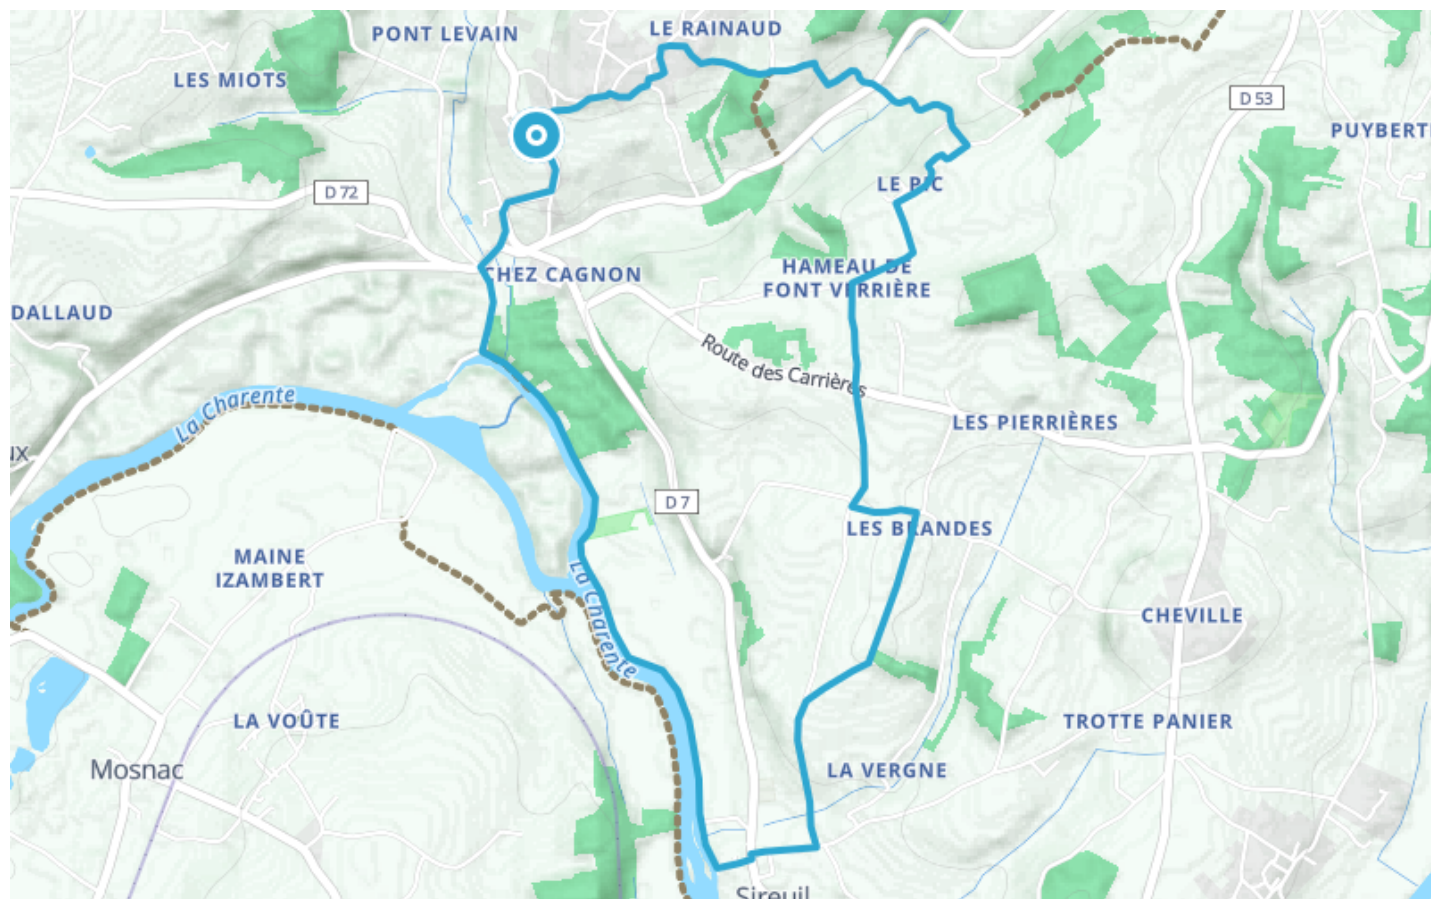 LE RAINAUD
PONT LEVAIN
LES MIOTS
D 53
PUYBERT
LE PIC
D 72
CHEZ CAGNON
HAMEAU DE
FONT VERRIÈRE
DALLAUD
Route des Carrières
La Charente
LES PIERRIÈRES
UX
D 7
LES BRANDES
MAINE
IZAMBERT
La Charente
CHEVILLE
LA VOÛTE
TROTTE PANIER
Mosnac
LA VERGNE
Sireuil